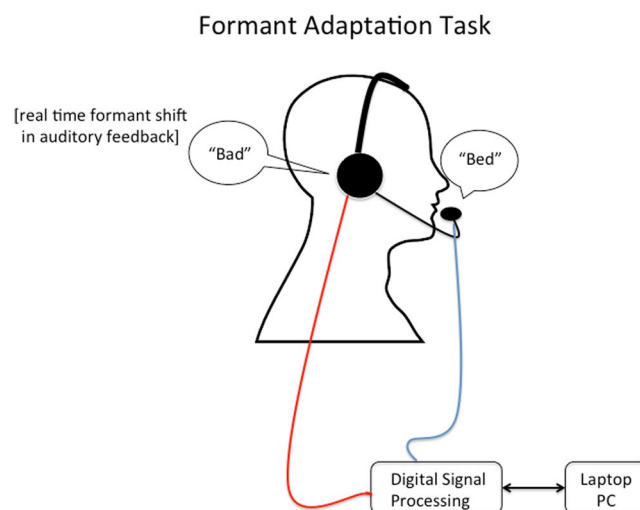 Formant Adaptation Task
[real time formant shift
in auditory feedback]
“Bad”
“Bed”
Digital Signal
Processing
Laptop
PC